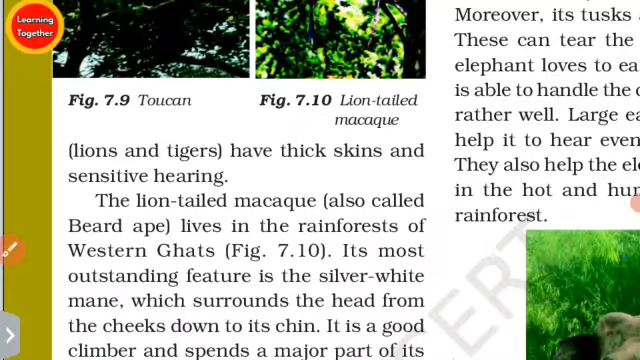 Learning
Together
Fig. 7.9 Toucan
Fig. 7.10 Lion-tailed
macaque
(lions and tigers) have thick skins and
sensitive hearing.
The lion-tailed macaque (also called
Beard ape) lives in the rainforests of
Western Ghats (Fig. 7.10). Its most
outstanding feature is the silver-white
mane, which surrounds the head from
the cheeks down to its chin. It is a good
climber and spends a major part of its
Moreover, its tusks
These can tear the
elephant loves to ea
is able to handle the
rather well. Large ea
help it to hear even
They also help the el
in the hot and hu
rainforest.